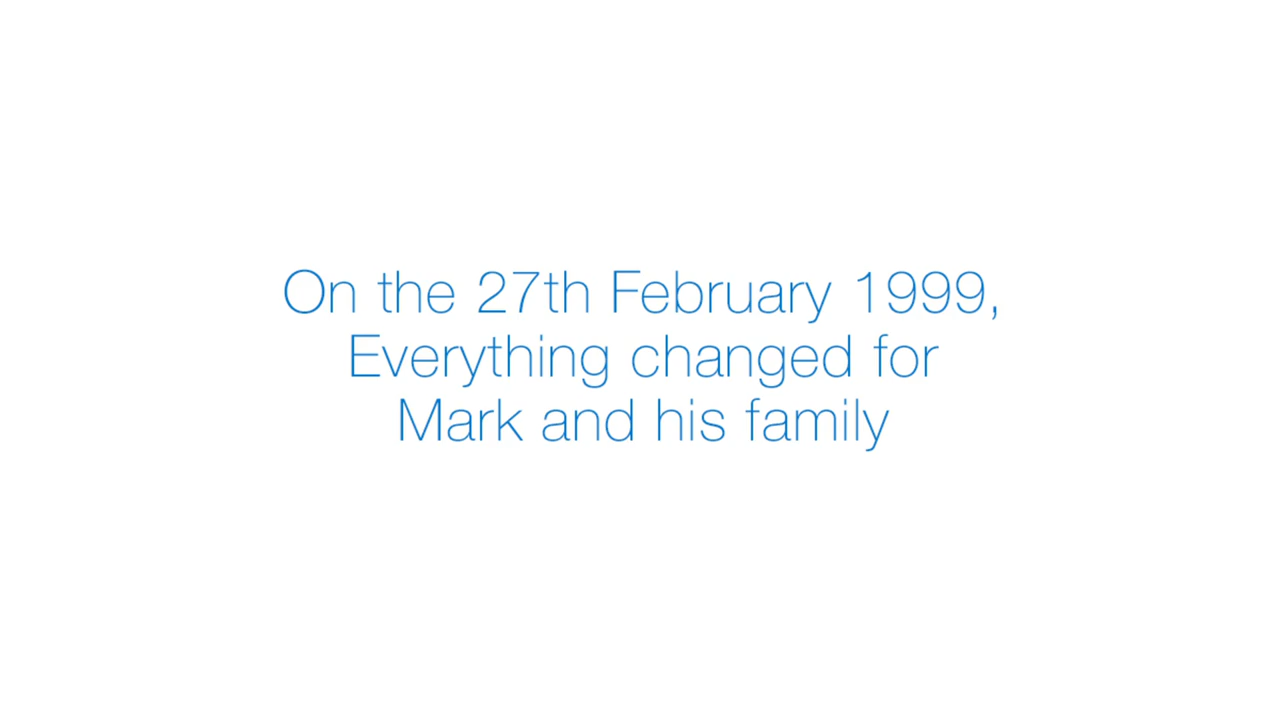 On the 27th February 1999,
Everything changed for
Mark and his family